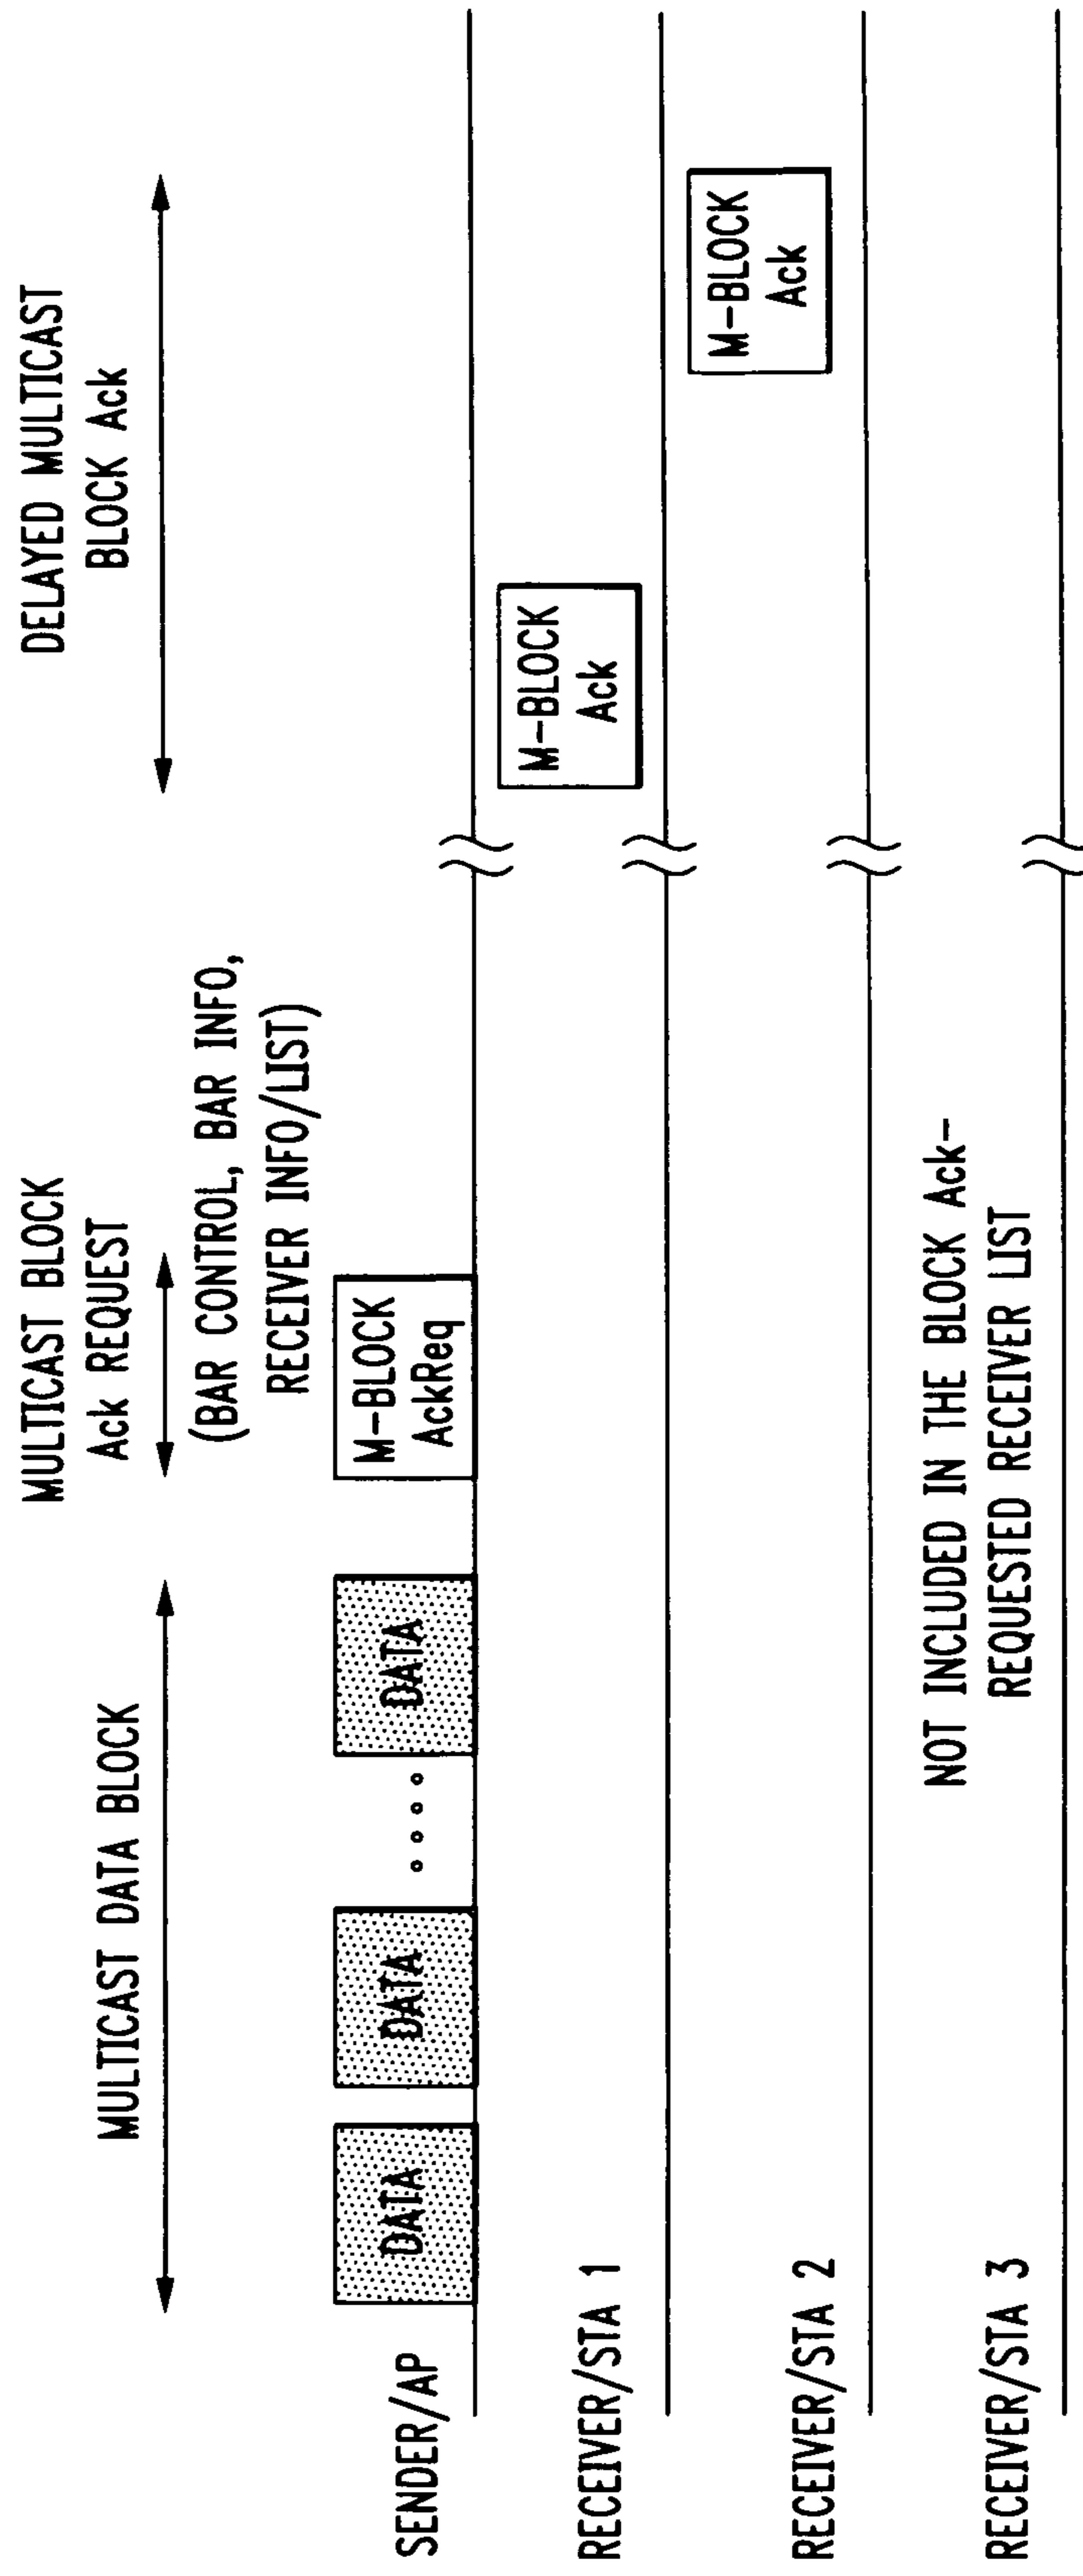 MULTICAST DATA BLOCK
MULTICAST BLOCK
Ack REQUEST
(BAR CONTROL, BAR INFO,
RECEIVER INFO/LIST)
DELAYED MULTICAST
BLOCK Ack
SENDER/AP
DATA
DATA
DATA
M-BLOCK
AckReq
RECEIVER/STA 1
M-BLOCK
Ack
RECEIVER/STA 2
M-BLOCK
Ack
RECEIVER/STA 3
NOT INCLUDED IN THE BLOCK Ack-
REQUESTED RECEIVER LIST